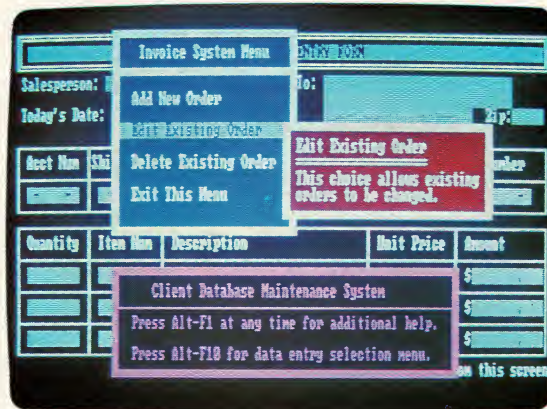 Invoice System Menu
ENTRY FORM
Salesperson:
To:
Add New Order
Today's Date:
Zip:
Edit Existing Order
Edit Existing Order
Acct Num
Delete Existing Order
This choice allows existing
orders to be changed.
Exit This Menu
Quantity
Item Num
Description
Unit Price
Amount
$
Client Database Maintenance System
$
Press Alt-F1 at any time for additional help.
$
Press Alt-F10 for data entry selection menu.
this screen